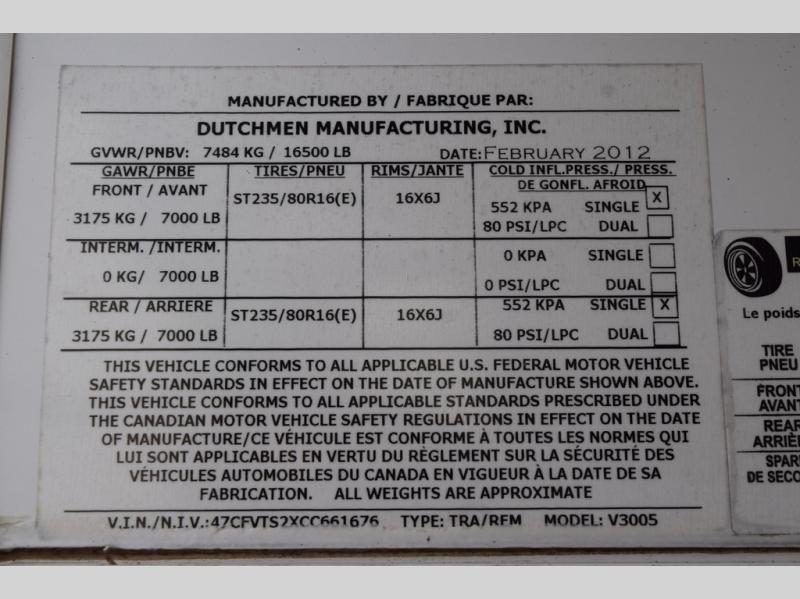 MANUFACTURED BY / FABRIQUE PAR:
DUTCHMEN MANUFACTURING, INC.
GVWR/PNBV: 7484 KG / 16500 LB DATE: FEBRUARY 2012
GAWR/PNBE TIRES/PNEU RIMS/JANTE COLD INFL.PRESS./ PRESS.
DE GONFL. AFROID
FRONT / AVANT ST235/80R16(E) 16X6J 552 KPA SINGLE X
3175 KG / 7000 LB 80 PSI/LPC DUAL
INTERM. /INTERM. 0 KPA SINGLE
0 KG/ 7000 LB 0 PSI/LPC DUAL
REAR / ARRIERE ST235/80R16(E) 16X6J 552 KPA SINGLE X
3175 KG / 7000 LB 80 PSI/LPC DUAL
THIS VEHICLE CONFORMS TO ALL APPLICABLE U.S. FEDERAL MOTOR VEHICLE
SAFETY STANDARDS IN EFFECT ON THE DATE OF MANUFACTURE SHOWN ABOVE.
THIS VEHICLE CONFORMS TO ALL APPLICABLE STANDARDS PRESCRIBED UNDER
THE CANADIAN MOTOR VEHICLE SAFETY REGULATIONS IN EFFECT ON THE DATE
OF MANUFACTURE/CE VÉHICULE EST CONFORME À TOUTES LES NORMES QUI
LUI SONT APPLICABLES EN VERTU DU RÈGLEMENT SUR LA SÉCURITÉ DES
VÉHICULES AUTOMOBILES DU CANADA EN VIGUEUR À LA DATE DE SA
FABRICATION. ALL WEIGHTS ARE APPROXIMATE
V.I.N./N.I.V.:47CFVTS2XCC661676 TYPE: TRA/REM MODEL: V3005
R
Le poids
TIRE
PNEU
FRONT
AVANT
REAR
ARRIÈR
SPAR
DE SECO